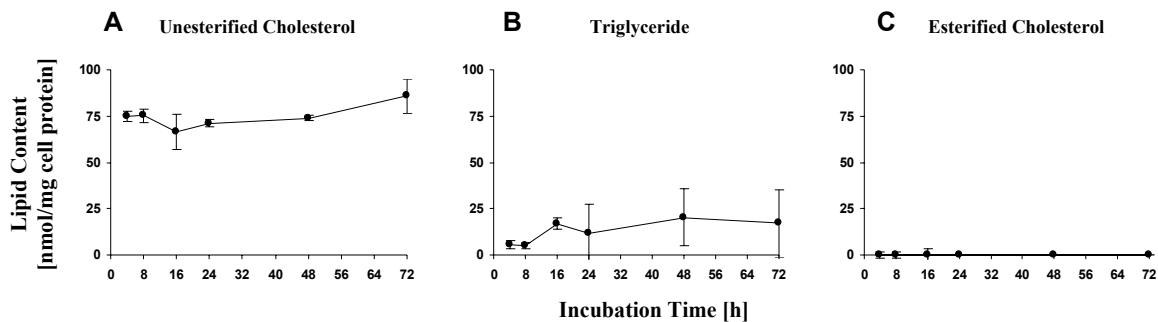 A Unesterified Cholesterol
B Triglyceride
C Esterified Cholesterol
Lipid Content
[nmol/mg cell protein]
100
75
50
25
0
0 8 16 24 32 40 48 56 64 72
100
75
50
25
0
0 8 16 24 32 40 48 56 64 72
100
75
50
25
0
0 8 16 24 32 40 48 56 64 72
Incubation Time [h]